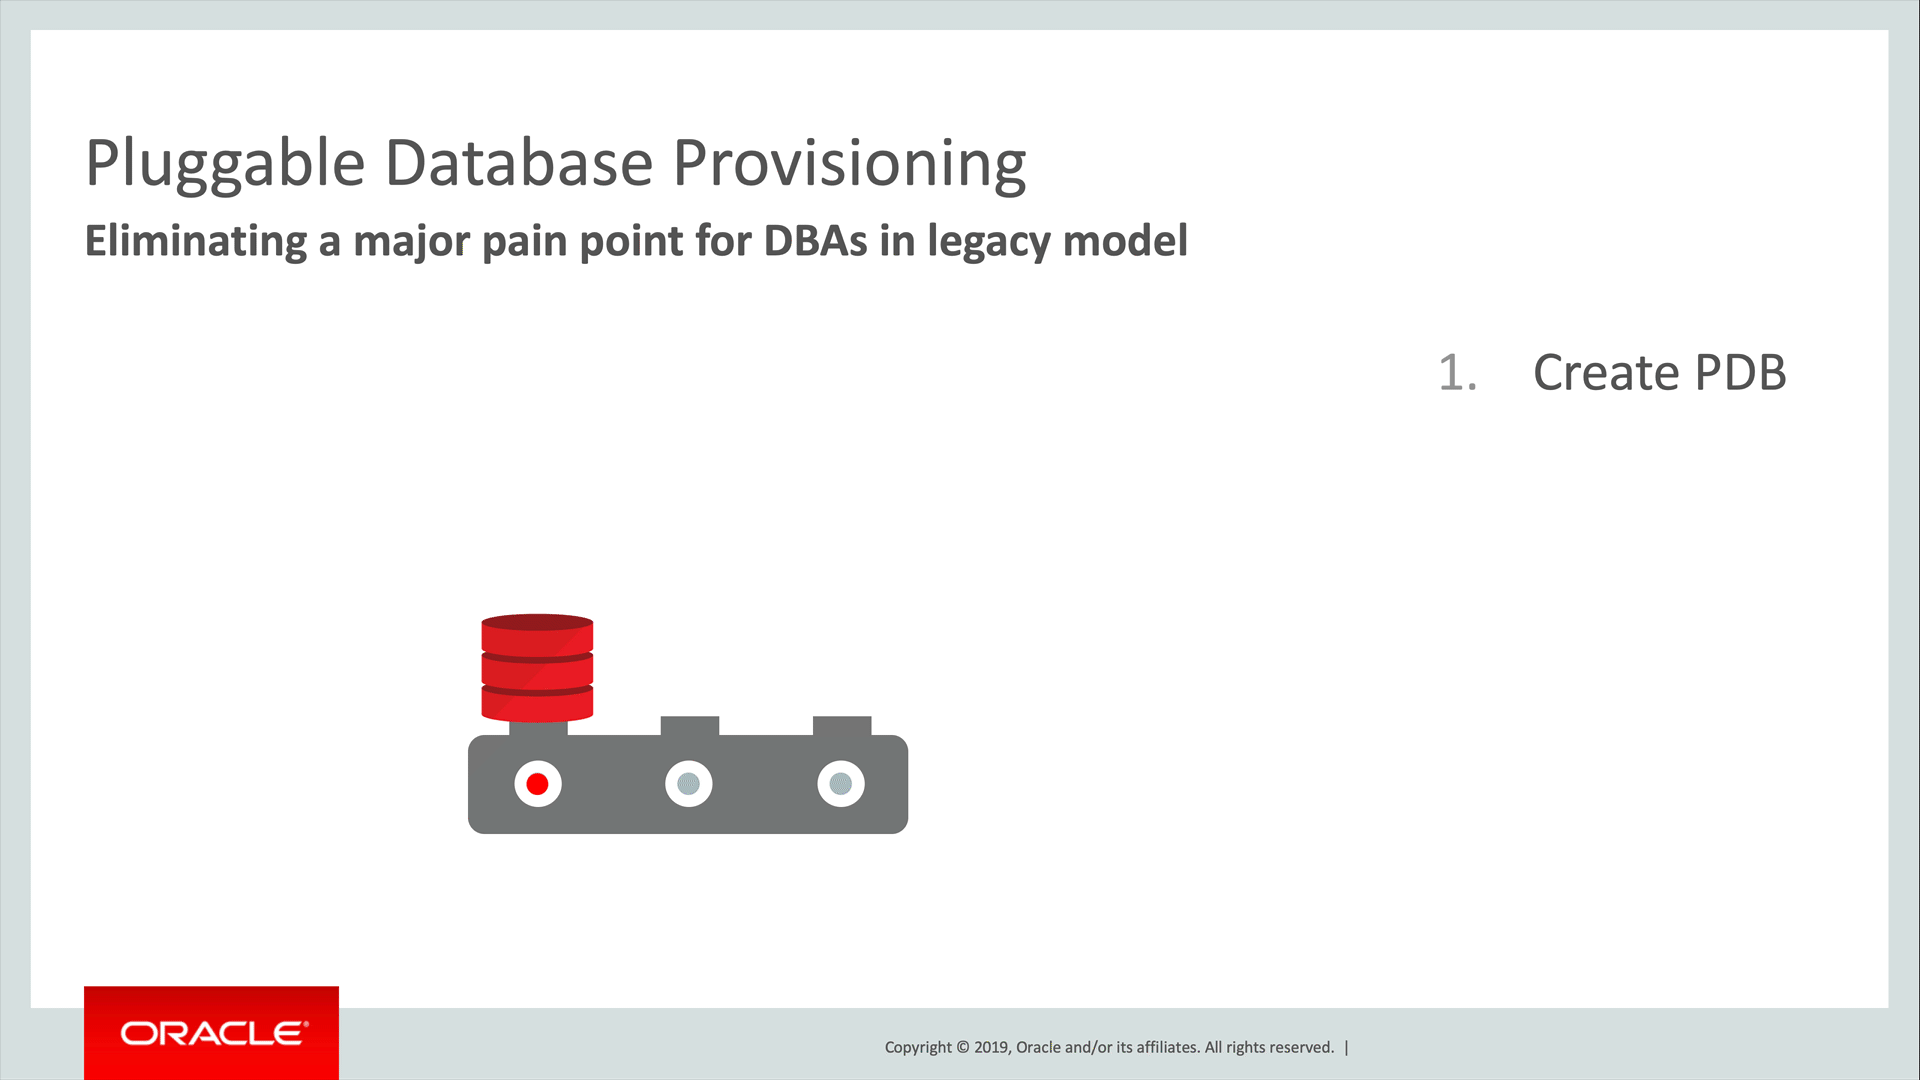 Pluggable Database Provisioning
Eliminating a major pain point for DBAs in legacy model
1. Create PDB
ORACLE®
Copyright © 2019, Oracle and/or its affiliates. All rights reserved. |